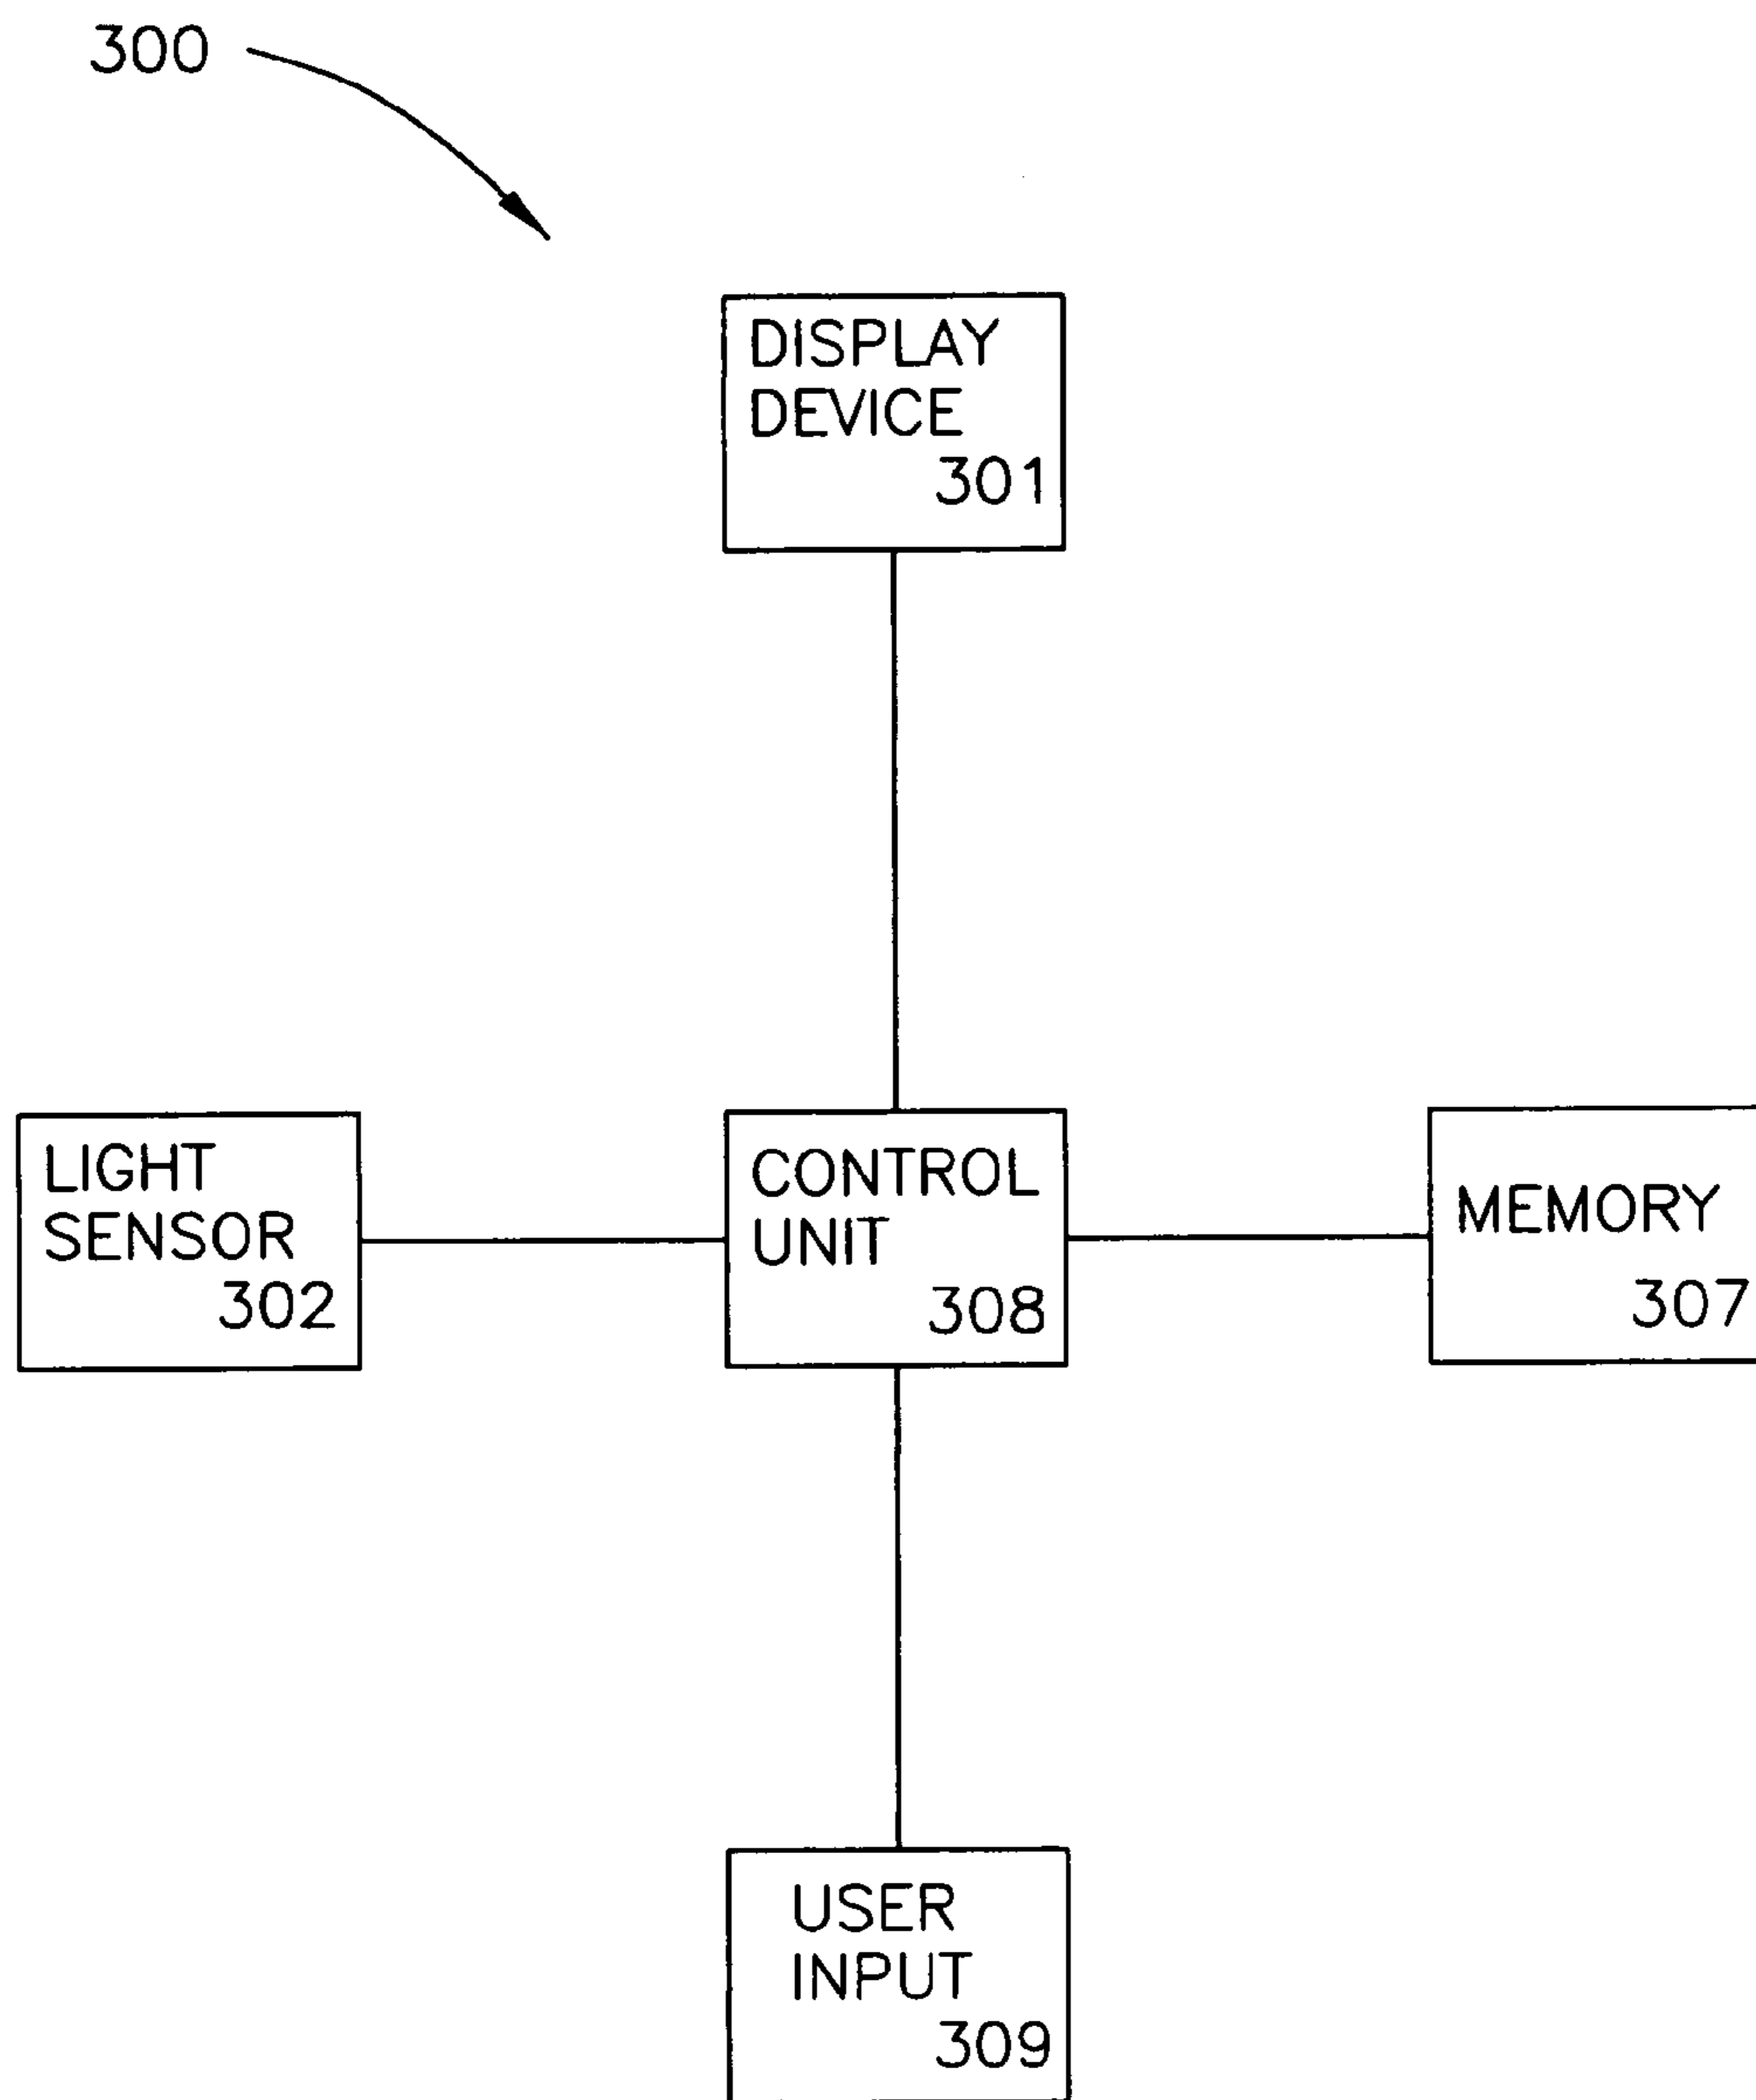 300
DISPLAY
DEVICE
301
LIGHT
SENSOR
302
CONTROL
UNIT
308
MEMORY
307
USER
INPUT
309